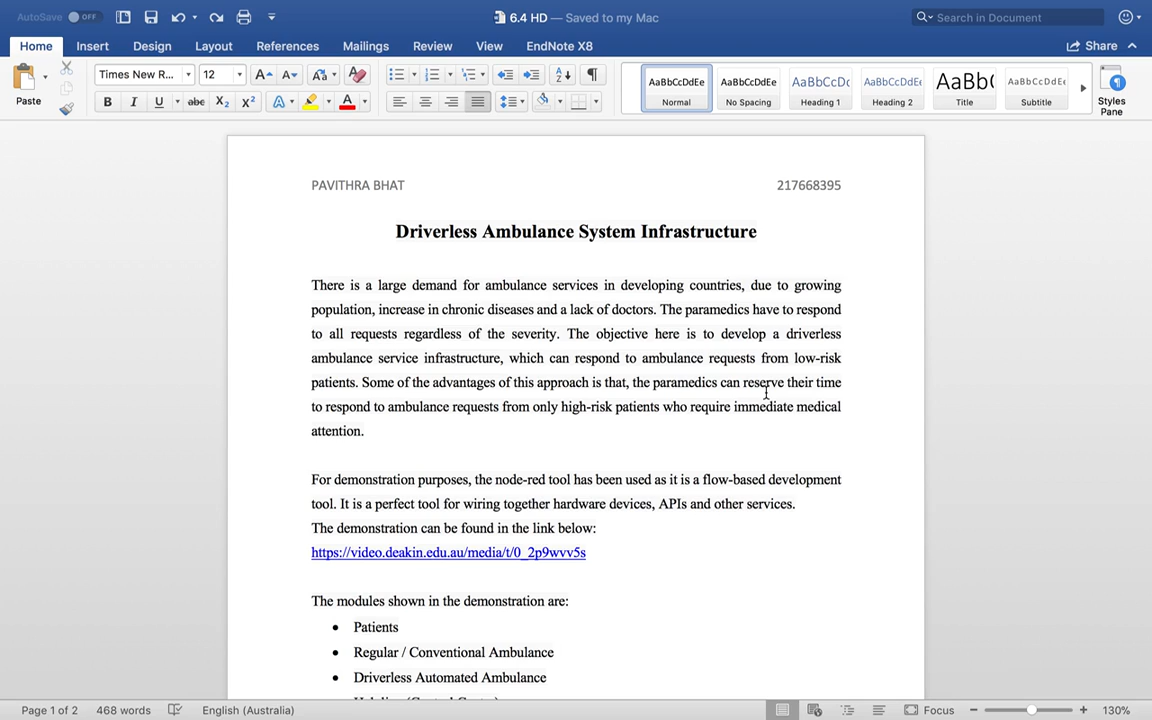 AutoSave OFF 6.4 HD — Saved to my Mac Search in Document
Home Insert Design Layout References Mailings Review View EndNote X8 Share
Paste Times New R... 12 AaBbCcDdEe AaBbCcDdEe AaBbCcDc AaBbCcDdEe AaBb( AaBbCcDdEe
Normal No Spacing Heading 1 Heading 2 Title Subtitle Styles Pane
PAVITHRA BHAT 217668395
Driverless Ambulance System Infrastructure
There is a large demand for ambulance services in developing countries, due to growing
population, increase in chronic diseases and a lack of doctors. The paramedics have to respond
to all requests regardless of the severity. The objective here is to develop a driverless
ambulance service infrastructure, which can respond to ambulance requests from low-risk
patients. Some of the advantages of this approach is that, the paramedics can reserve their time
to respond to ambulance requests from only high-risk patients who require immediate medical
attention.
For demonstration purposes, the node-red tool has been used as it is a flow-based development
tool. It is a perfect tool for wiring together hardware devices, APIs and other services.
The demonstration can be found in the link below:
https://video.deakin.edu.au/media/t/0_2p9wvv5s
The modules shown in the demonstration are:
• Patients
• Regular / Conventional Ambulance
• Driverless Automated Ambulance
Page 1 of 2 468 words English (Australia) Focus 130%